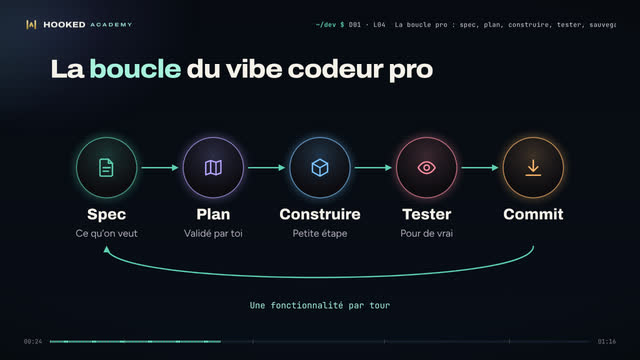 HOOKED ACADEMY
~/dev $ D01 · L04 La boucle pro : spec, plan, construire, tester, sauvega
La boucle du vibe codeur pro
Spec
Plan
Construire
Tester
Commit
Ce qu'on veut
Validé par toi
Petite étape
Pour de vrai
Une fonctionnalité par tour
00:24
01:16